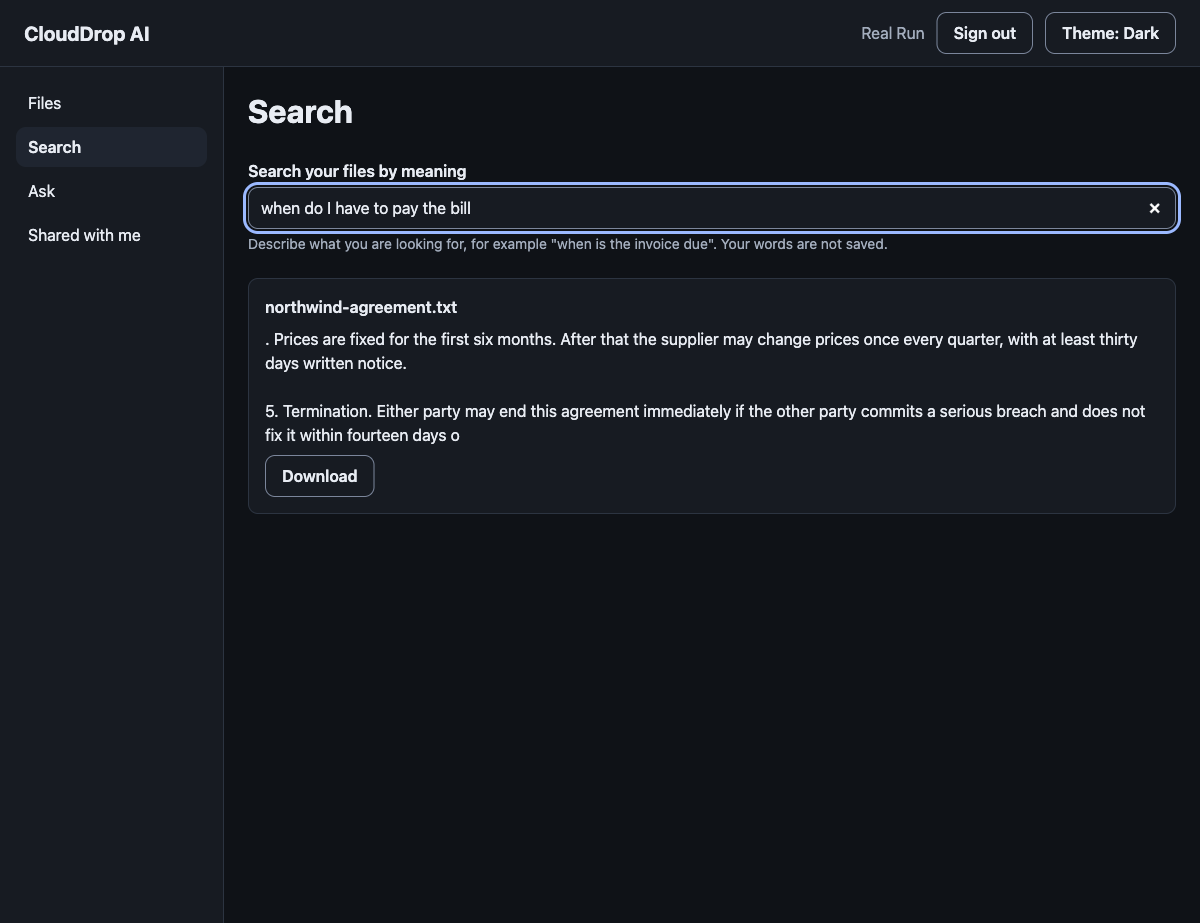 CloudDrop AI
Real Run
Sign out
Theme: Dark
Files
Search
Ask
Shared with me
Search
Search your files by meaning
when do I have to pay the bill
×
Describe what you are looking for, for example "when is the invoice due". Your words are not saved.
northwind-agreement.txt
. Prices are fixed for the first six months. After that the supplier may change prices once every quarter, with at least thirty
days written notice.
5. Termination. Either party may end this agreement immediately if the other party commits a serious breach and does not
fix it within fourteen days o
Download